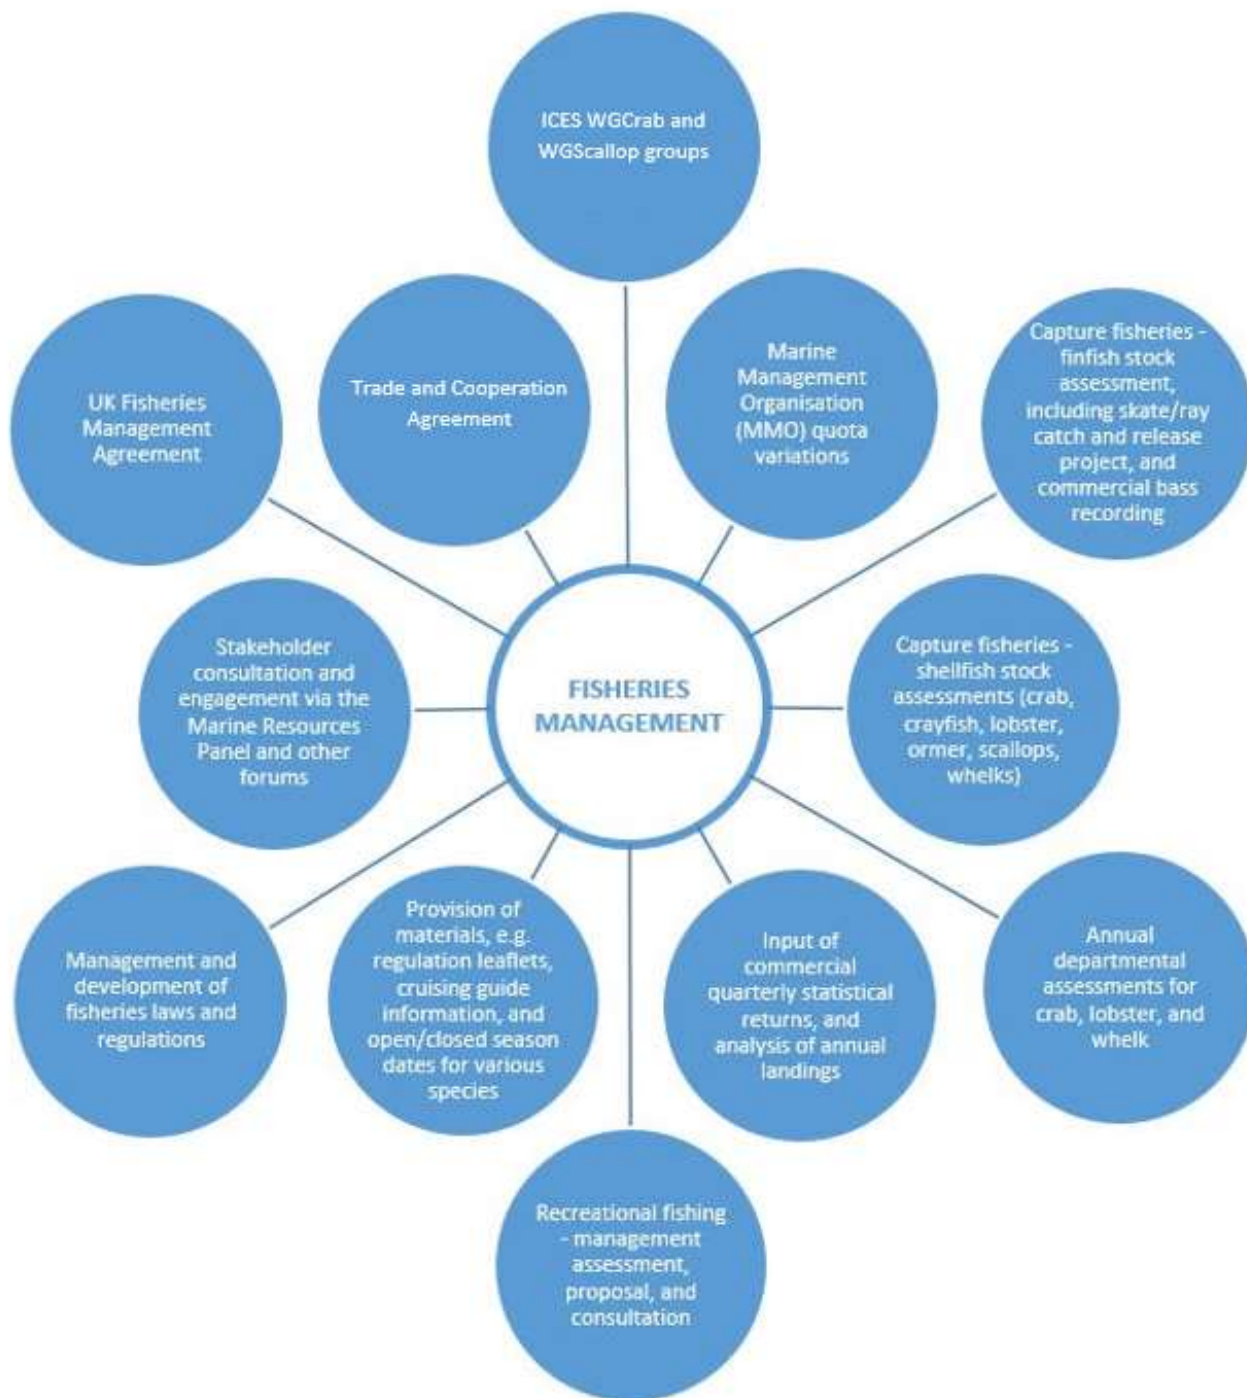 ICES WGCrab and
WGScallop groups
Trade and Cooperation
Agreement
Marine
Management
Organisation
(MMO) quota
variations
UK Fisheries
Management
Agreement
Capture fisheries -
finfish stock
assessment,
including skate/ray
catch and release
project, and
commercial bass
recording
Stakeholder
consultation and
engagement via the
Marine Resources
Panel and other
forums
FISHERIES
MANAGEMENT
Capture fisheries -
shellfish stock
assessments (crab,
crayfish, lobster,
ormer, scallops,
whelks)
Management and
development of
fisheries laws and
regulations
Provision of
materials, e.g.
regulation leaflets,
cruising guide
information, and
open/closed season
dates for various
species
Input of
commercial
quarterly statistical
returns, and
analysis of annual
landings
Annual
departmental
assessments for
crab, lobster, and
whelk
Recreational fishing
- management
assessment,
proposal, and
consultation